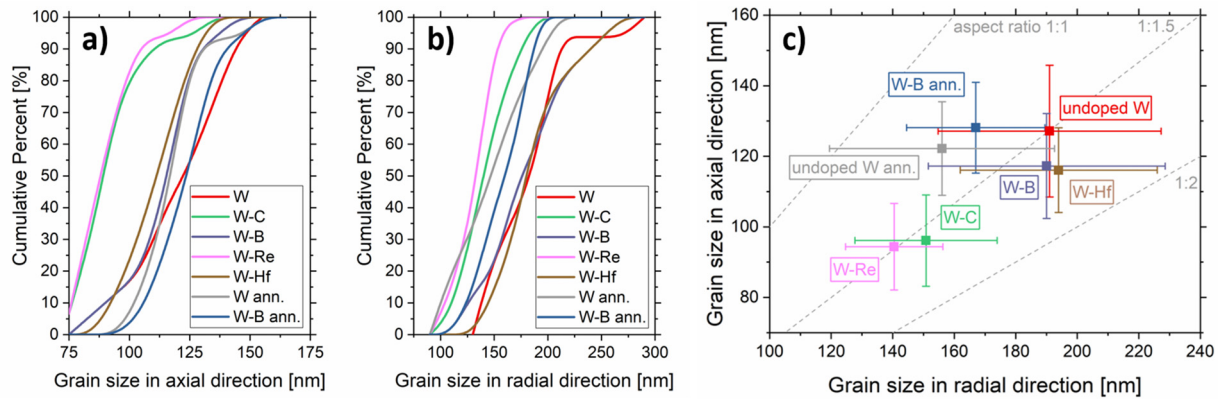 a)
Cumulative Percent [%]
100
90
80
70
60
50
40
30
20
10
0
75
100
125
150
175
Grain size in axial direction [nm]
W
W-C
W-B
W-Re
W-Hf
W ann.
W-B ann.
b)
Cumulative Percent [%]
100
90
80
70
60
50
40
30
20
10
0
100
150
200
250
300
Grain size in radial direction [nm]
W
W-C
W-B
W-Re
W-Hf
W ann.
W-B ann.
c)
Grain size in axial direction [nm]
160
140
120
100
80
100
120
140
160
180
200
220
240
Grain size in radial direction [nm]
aspect ratio 1:1
1:1.5
W-B ann.
undoped W
undoped W ann.
W-B
W-Hf
1:2
W-C
W-Re